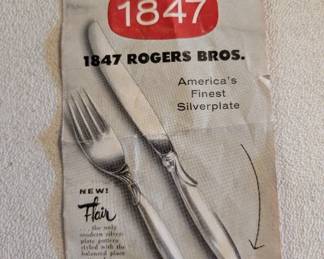 1847
1847 ROGERS BROS.
America's
Finest
Silverplate
NEW!
Flair
the only
modern silver-
plate pattern
styled with the
balanced place